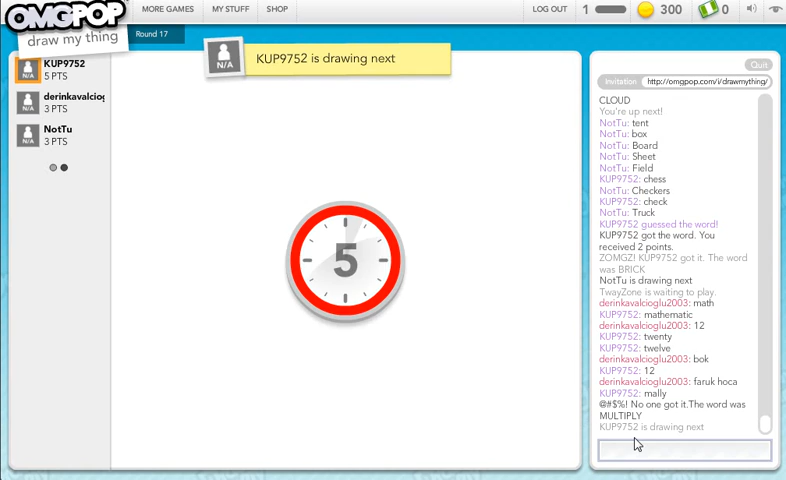 OMGPOP
draw my thing
MORE GAMES
MY STUFF
SHOP
LOG OUT
1
300
0
Round 17
N/A
KUP9752 is drawing next
N/A
KUP9752
5 PTS
N/A
derinkavalciog
3 PTS
N/A
NotTu
3 PTS
5
Quit
Invitation
http://omgpop.com/i/drawmything/
CLOUD
You're up next!
NotTu: tent
NotTu: box
NotTu: Board
NotTu: Sheet
NotTu: Field
KUP9752: chess
NotTu: Checkers
KUP9752: check
NotTu: Truck
KUP9752 guessed the word!
KUP9752 got the word. You
received 2 points.
ZOMGZ! KUP9752 got it. The word
was BRICK
NotTu is drawing next
TwayZone is waiting to play.
derinkavalcioglu2003: math
KUP9752: mathematic
derinkavalcioglu2003: 12
KUP9752: twenty
KUP9752: twelve
derinkavalcioglu2003: bok
KUP9752: 12
derinkavalcioglu2003: faruk hoca
KUP9752: mally
@#$%! No one got it.The word was
MULTIPLY
KUP9752 is drawing next